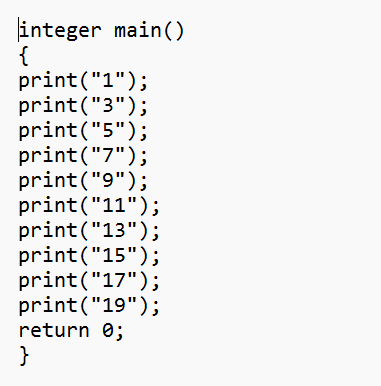 integer main()
{
print("1");
print("3");
print("5");
print("7");
print("9");
print("11");
print("13");
print("15");
print("17");
print("19");
return 0;
}